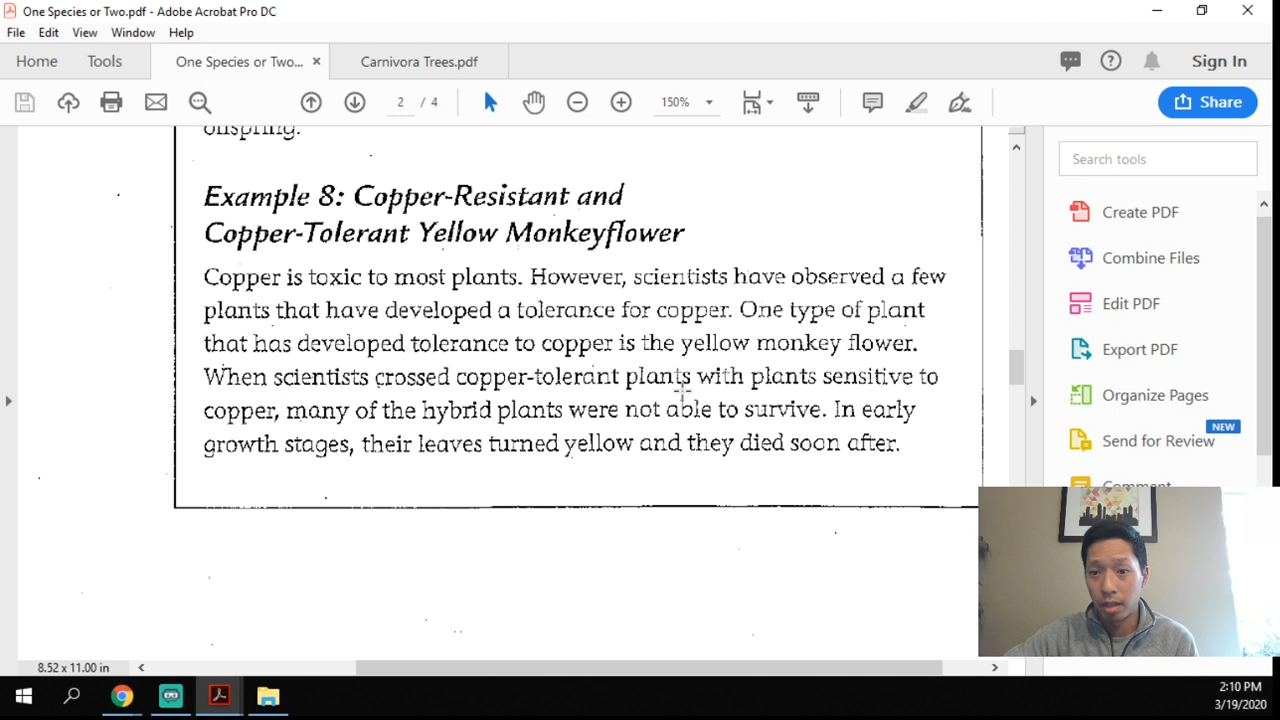 One Species or Two.pdf - Adobe Acrobat Pro DC
File Edit View Window Help
Home Tools One Species or Two... × Carnivora Trees.pdf Sign In
2 / 4 150% Share
offspring.
Example 8: Copper-Resistant and
Copper-Tolerant Yellow Monkeyflower
Copper is toxic to most plants. However, scientists have observed a few
plants that have developed a tolerance for copper. One type of plant
that has developed tolerance to copper is the yellow monkey flower.
When scientists crossed copper-tolerant plants with plants sensitive to
copper, many of the hybrid plants were not able to survive. In early
growth stages, their leaves turned yellow and they died soon after.
Search tools
Create PDF
Combine Files
Edit PDF
Export PDF
Organize Pages
NEW
Send for Review
Comment
8.52 x 11.00 in
2:10 PM
3/19/2020